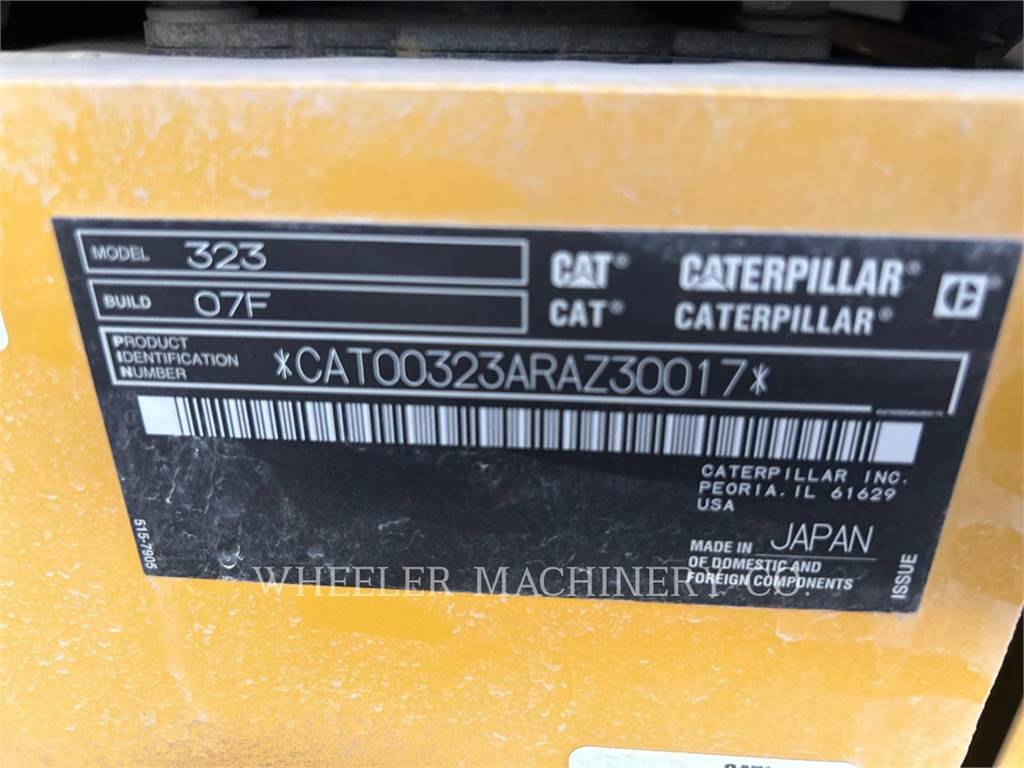 MODEL 323
CAT® CATERPILLAR®
BUILD 07F
CAT® CATERPILLAR®
PRODUCT
IDENTIFICATION
NUMBER
*CAT00323ARAZ30017*
CATERPILLAR INC.
PEORIA, IL 61629
USA
MADE IN JAPAN
OF DOMESTIC AND
FOREIGN COMPONENTS
515-7905
ISSUE
WHEELER MACHINERY CO.